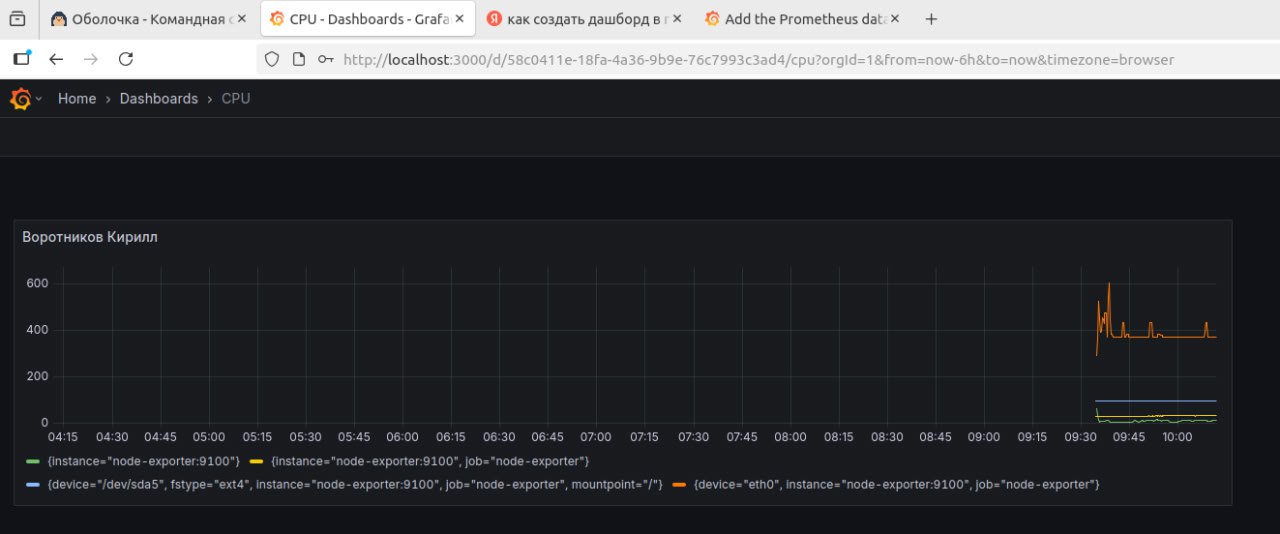 Оболочка - Командная с
CPU - Dashboards - Grafa
как создать дашборд в г
Add the Prometheus data
http://localhost:3000/d/58c0411e-18fa-4a36-9b9e-76c7993c3ad4/cpu?orgId=1&from=now-6h&to=now&timezone=browser
Home › Dashboards › CPU
Воротников Кирилл
600
400
200
0
04:15 04:30 04:45 05:00 05:15 05:30 05:45 06:00 06:15 06:30 06:45 07:00 07:15 07:30 07:45 08:00 08:15 08:30 08:45 09:00 09:15 09:30 09:45 10:00
{instance="node-exporter:9100"} {instance="node-exporter:9100", job="node-exporter"}
{device="/dev/sda5", fstype="ext4", instance="node-exporter:9100", job="node-exporter", mountpoint="/"} {device="eth0", instance="node-exporter:9100", job="node-exporter"}